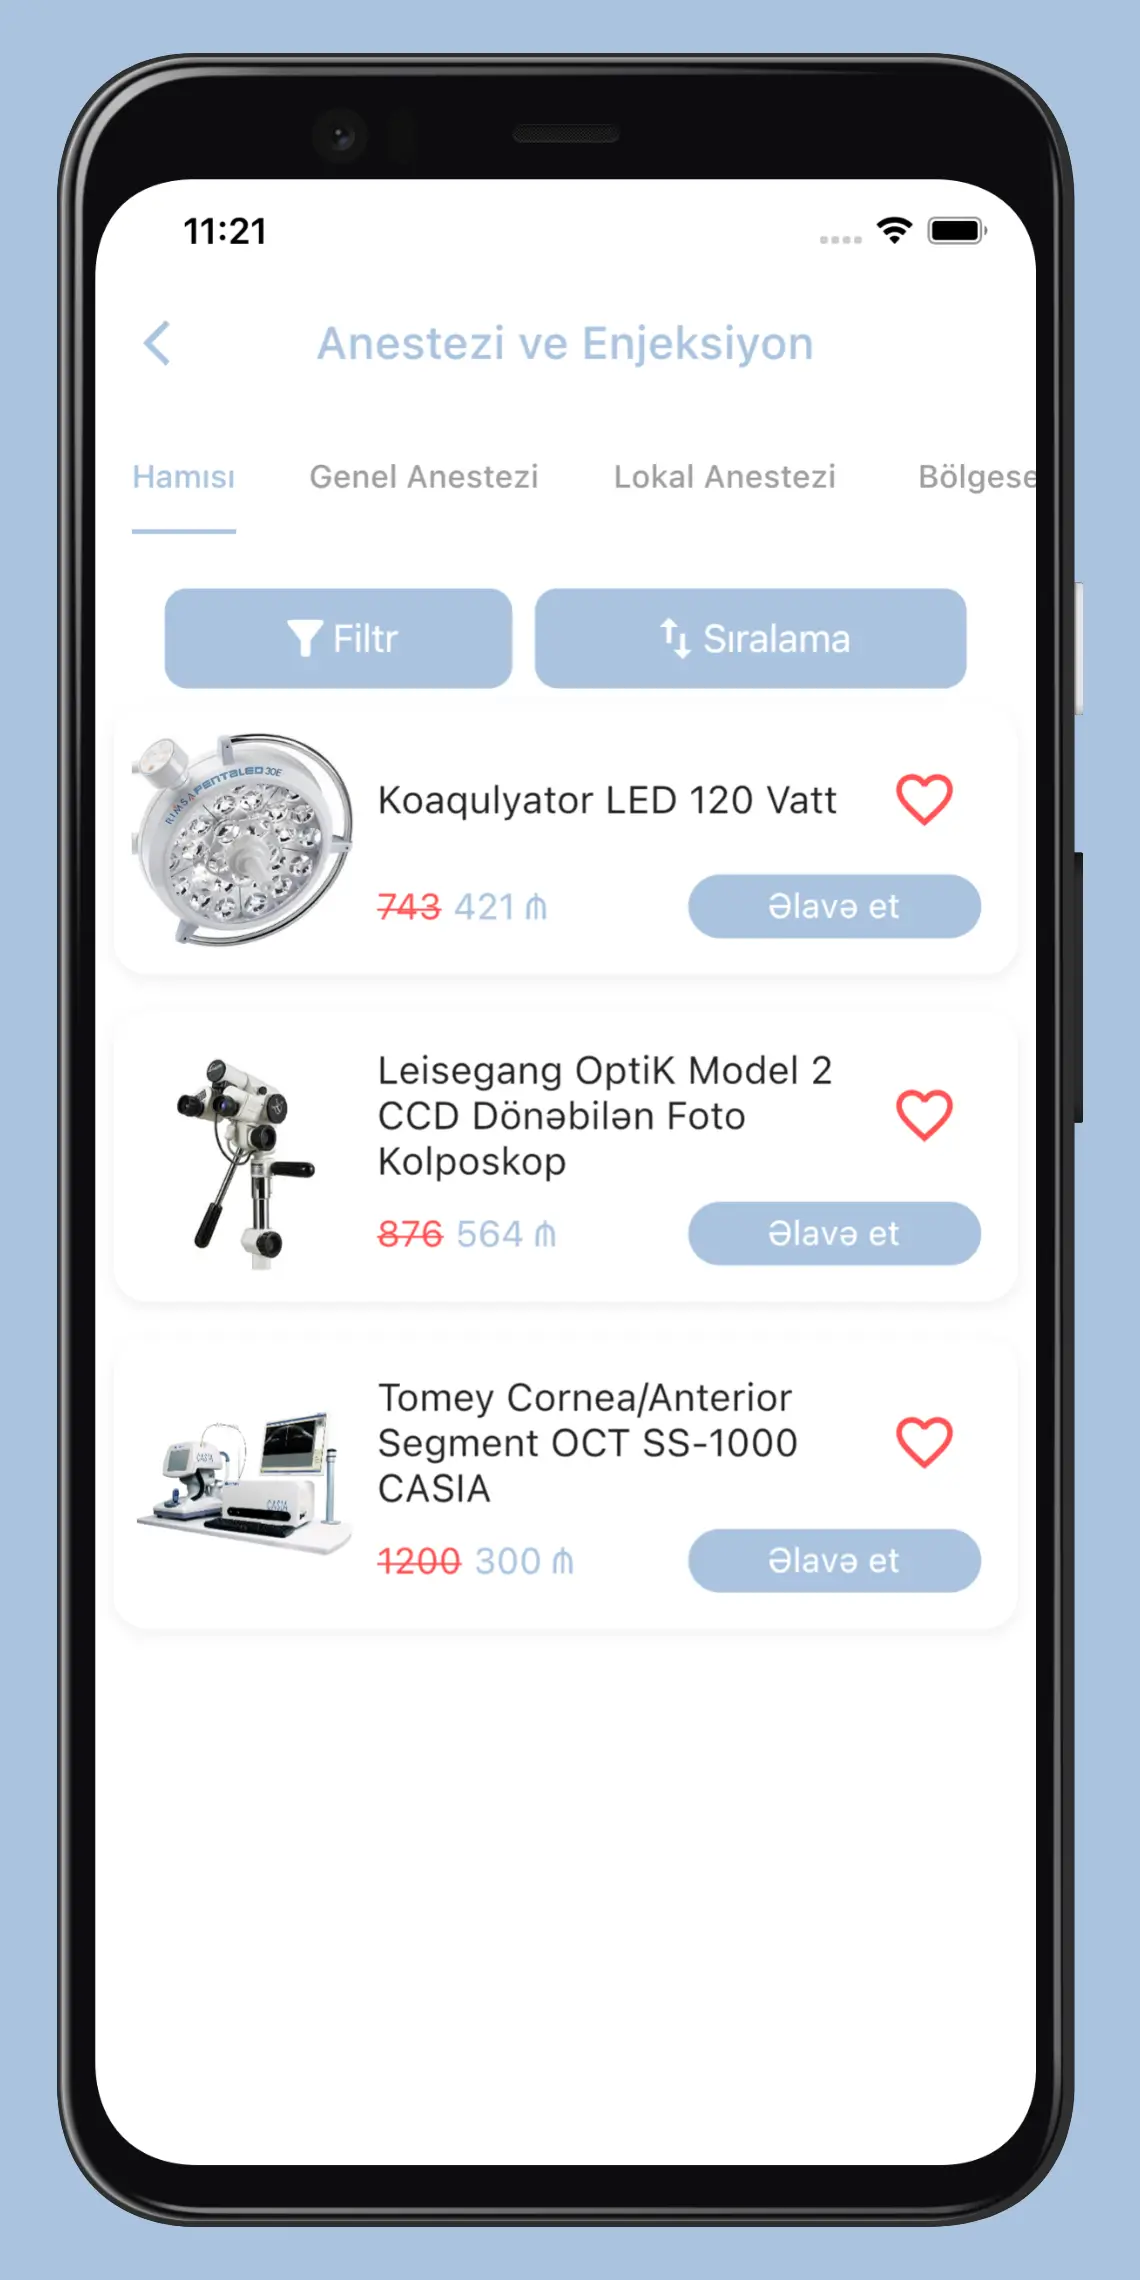 11:21
Anestezi ve Enjeksiyon
Hamısı Genel Anestezi Lokal Anestezi Bölgese
Filtr Sıralama
RIMSA PENTALED 30E
Koaqulyator LED 120 Vatt
743 421 ₼
Əlavə et
Leisegang OptiK Model 2
CCD Dönəbilən Foto
Kolposkop
876 564 ₼
Əlavə et
Tomey Cornea/Anterior
Segment OCT SS-1000
CASIA
CASIA
CASIA
1200 300 ₼
Əlavə et